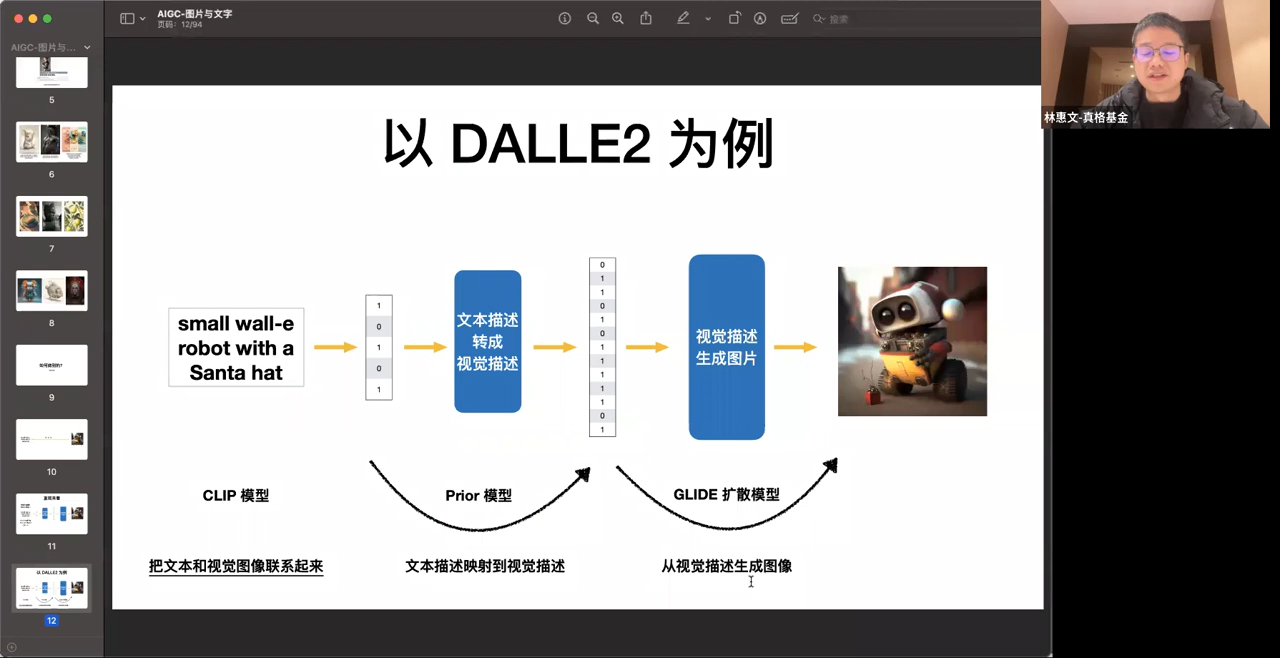 AIGC-图片与文字
页码: 12/94
搜索
AIGC-图片与...
5
6
7
8
如何做到的?
9
10
11
以 DALLE2 为例
12
以 DALLE2 为例
small wall-e
robot with a
Santa hat
1
0
1
0
1
文本描述
转成
视觉描述
0
1
1
0
1
0
1
1
1
1
1
0
1
视觉描述
生成图片
CLIP 模型
Prior 模型
GLIDE 扩散模型
把文本和视觉图像联系起来
文本描述映射到视觉描述
从视觉描述生成图像
林惠文-真格基金